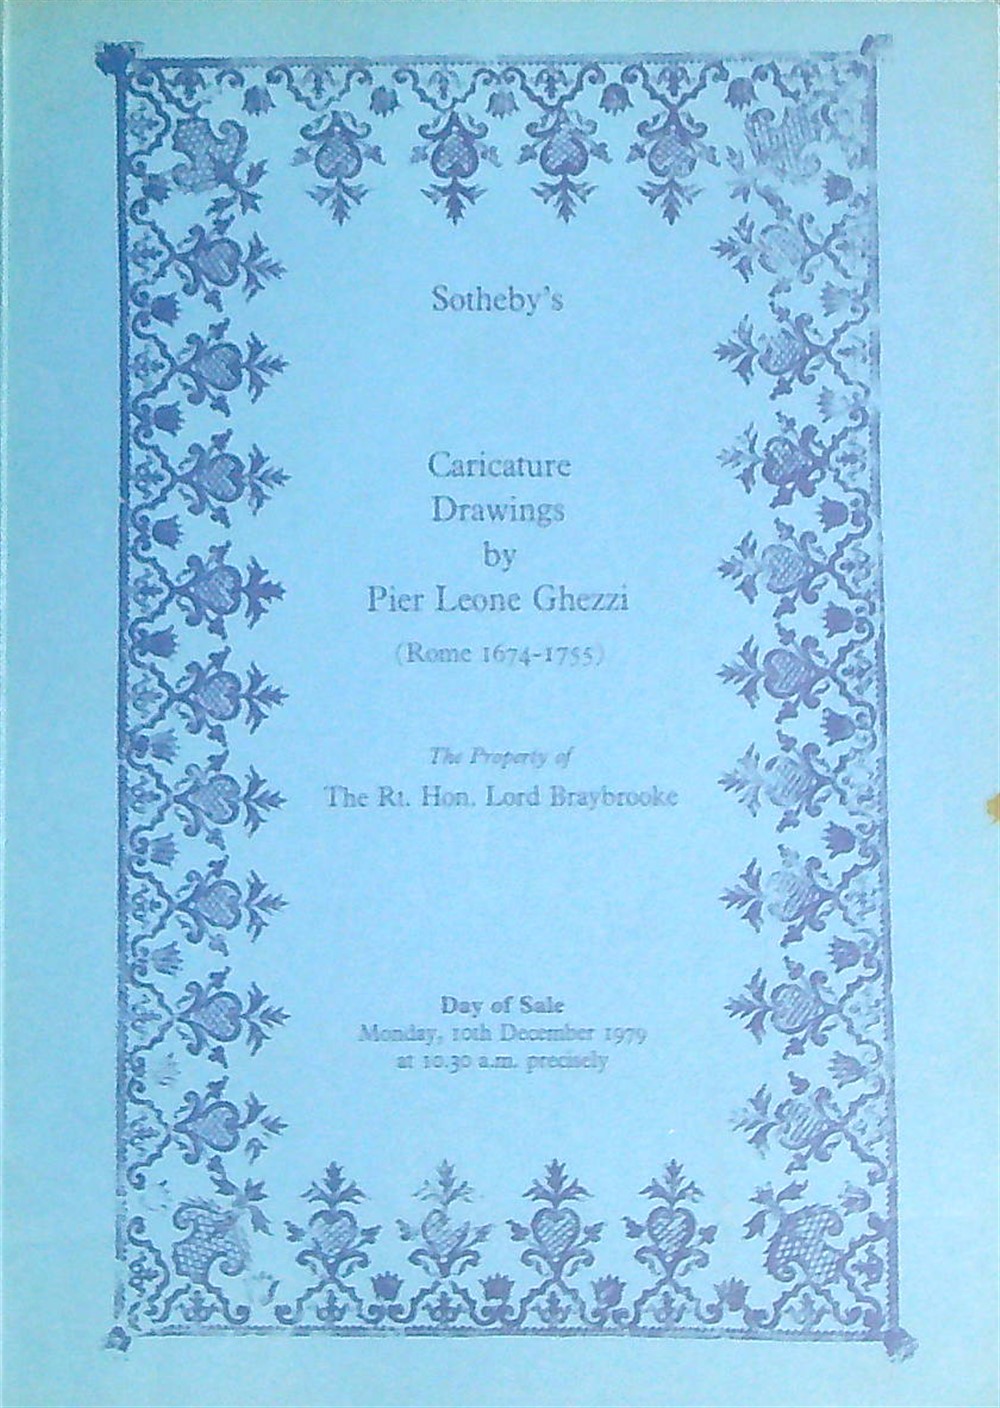 Sotheby's
Caricature
Drawings
by
Pier Leone Ghezzi
(Rome 1674-1755)
The Property of
The Rt. Hon. Lord Braybrooke
Day of Sale
Monday, 10th December 1979
at 10.30 a.m. precisely